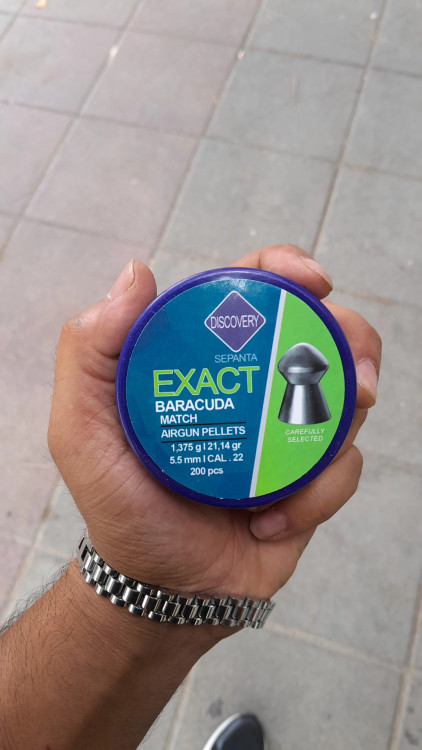 DISCOVERY
SEPANTA
EXACT
BARACUDA
MATCH
AIRGUN PELLETS
1,375 g | 21,14 gr
5.5 mm | CAL . 22
200 pcs
CAREFULLY
SELECTED